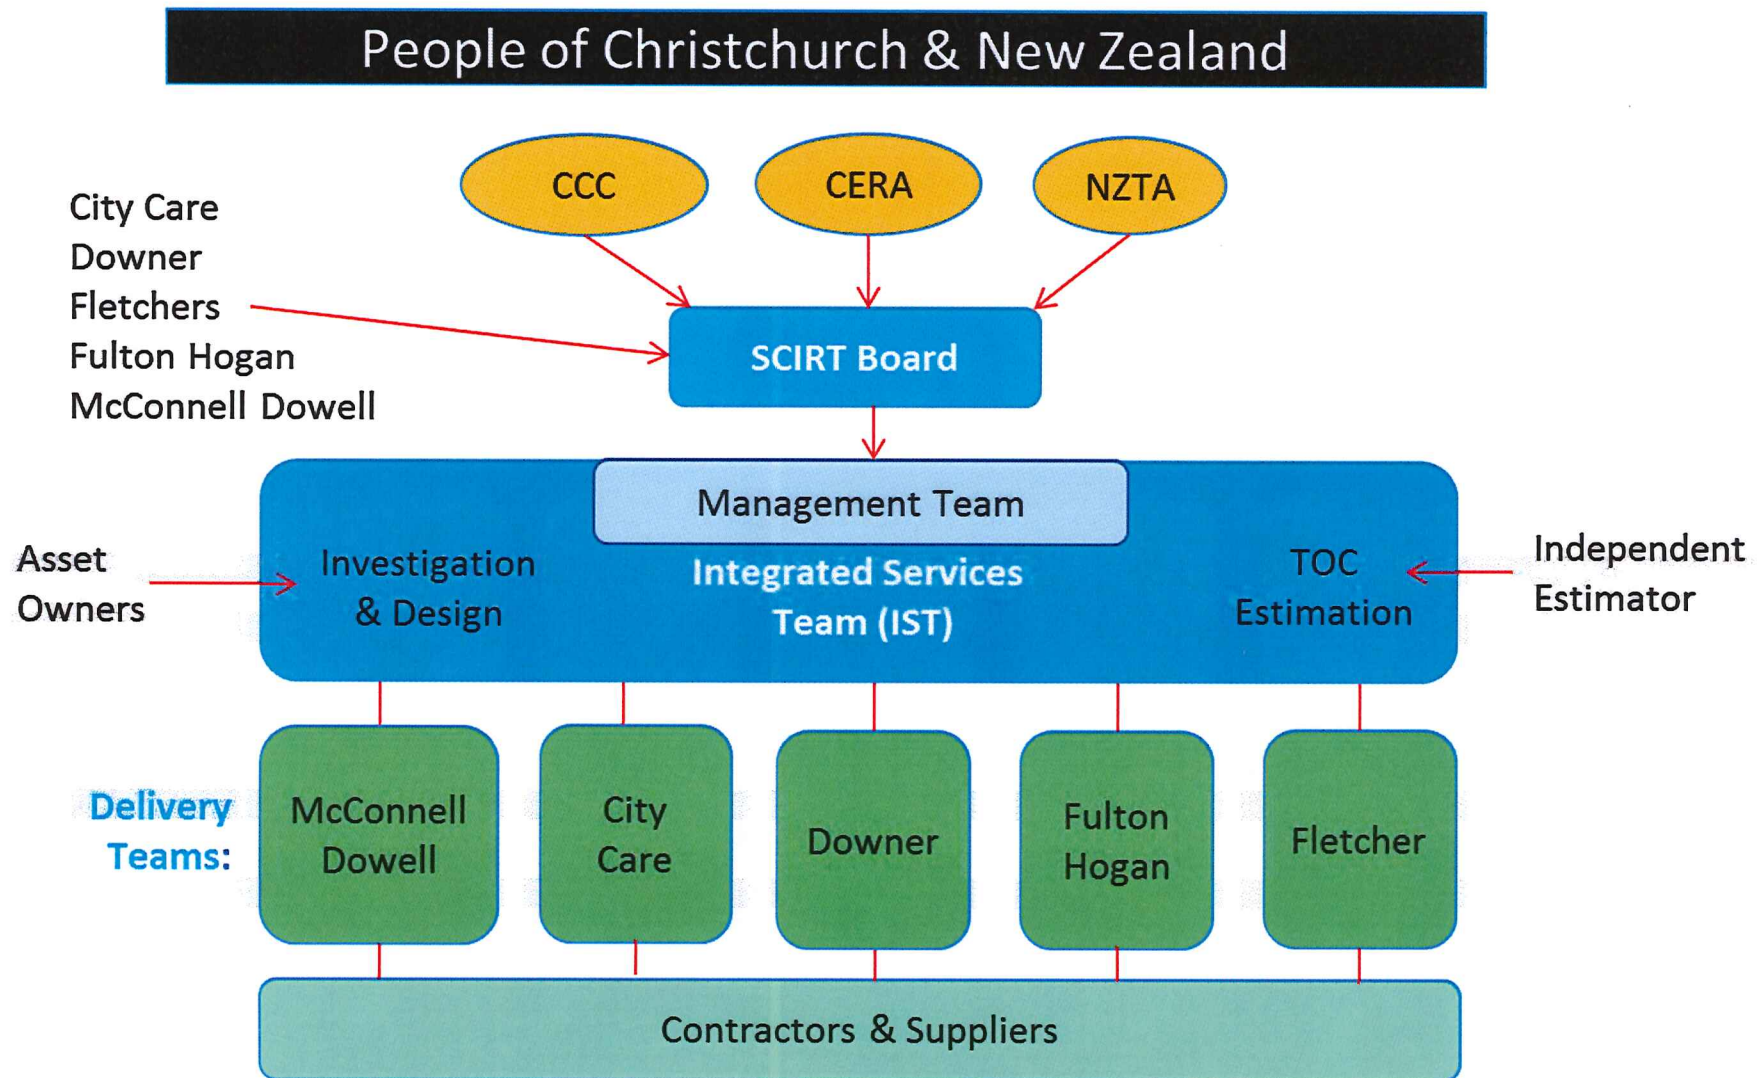 People of Christchurch & New Zealand
CCC
CERA
NZTA
City Care
Downer
Fletchers
Fulton Hogan
McConnell Dowell
SCIRT Board
Management Team
Asset
Owners
Investigation
& Design
Integrated Services
Team (IST)
TOC
Estimation
Independent
Estimator
Delivery
Teams:
McConnell
Dowell
City
Care
Downer
Fulton
Hogan
Fletcher
Contractors & Suppliers